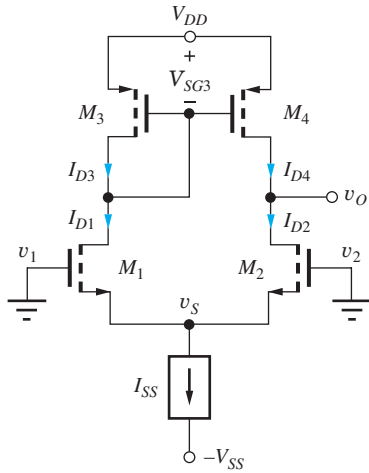 V_DD
+
V_SG3
–
M_3
M_4
I_D3
I_D4
v_O
I_D1
I_D2
v_1
v_2
M_1
M_2
v_S
I_SS
–V_SS